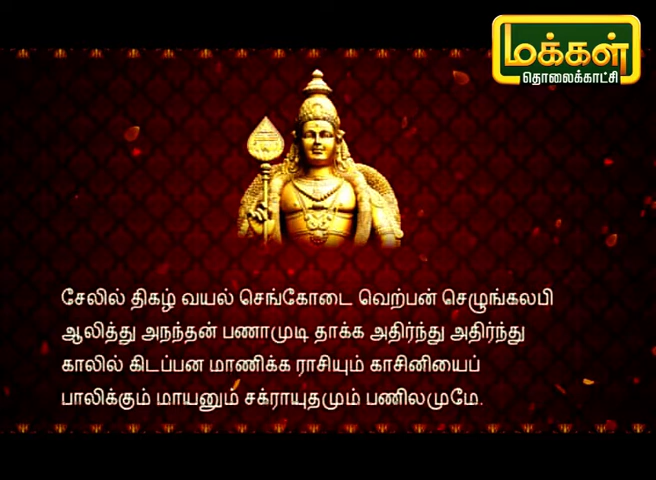 மக்கள்
தொலைக்காட்சி
சேலில் திகழ் வயல் செங்கோடை வெற்பன் செழுங்கலபி
ஆலித்து அநந்தன் பணாமுடி தாக்க அதிர்ந்து அதிர்ந்து
காலில் கிடப்பன மாணிக்க ராசியும் காசினியைப்
பாலிக்கும் மாயனும் சக்ராயுதமும் பணிலமுமே.